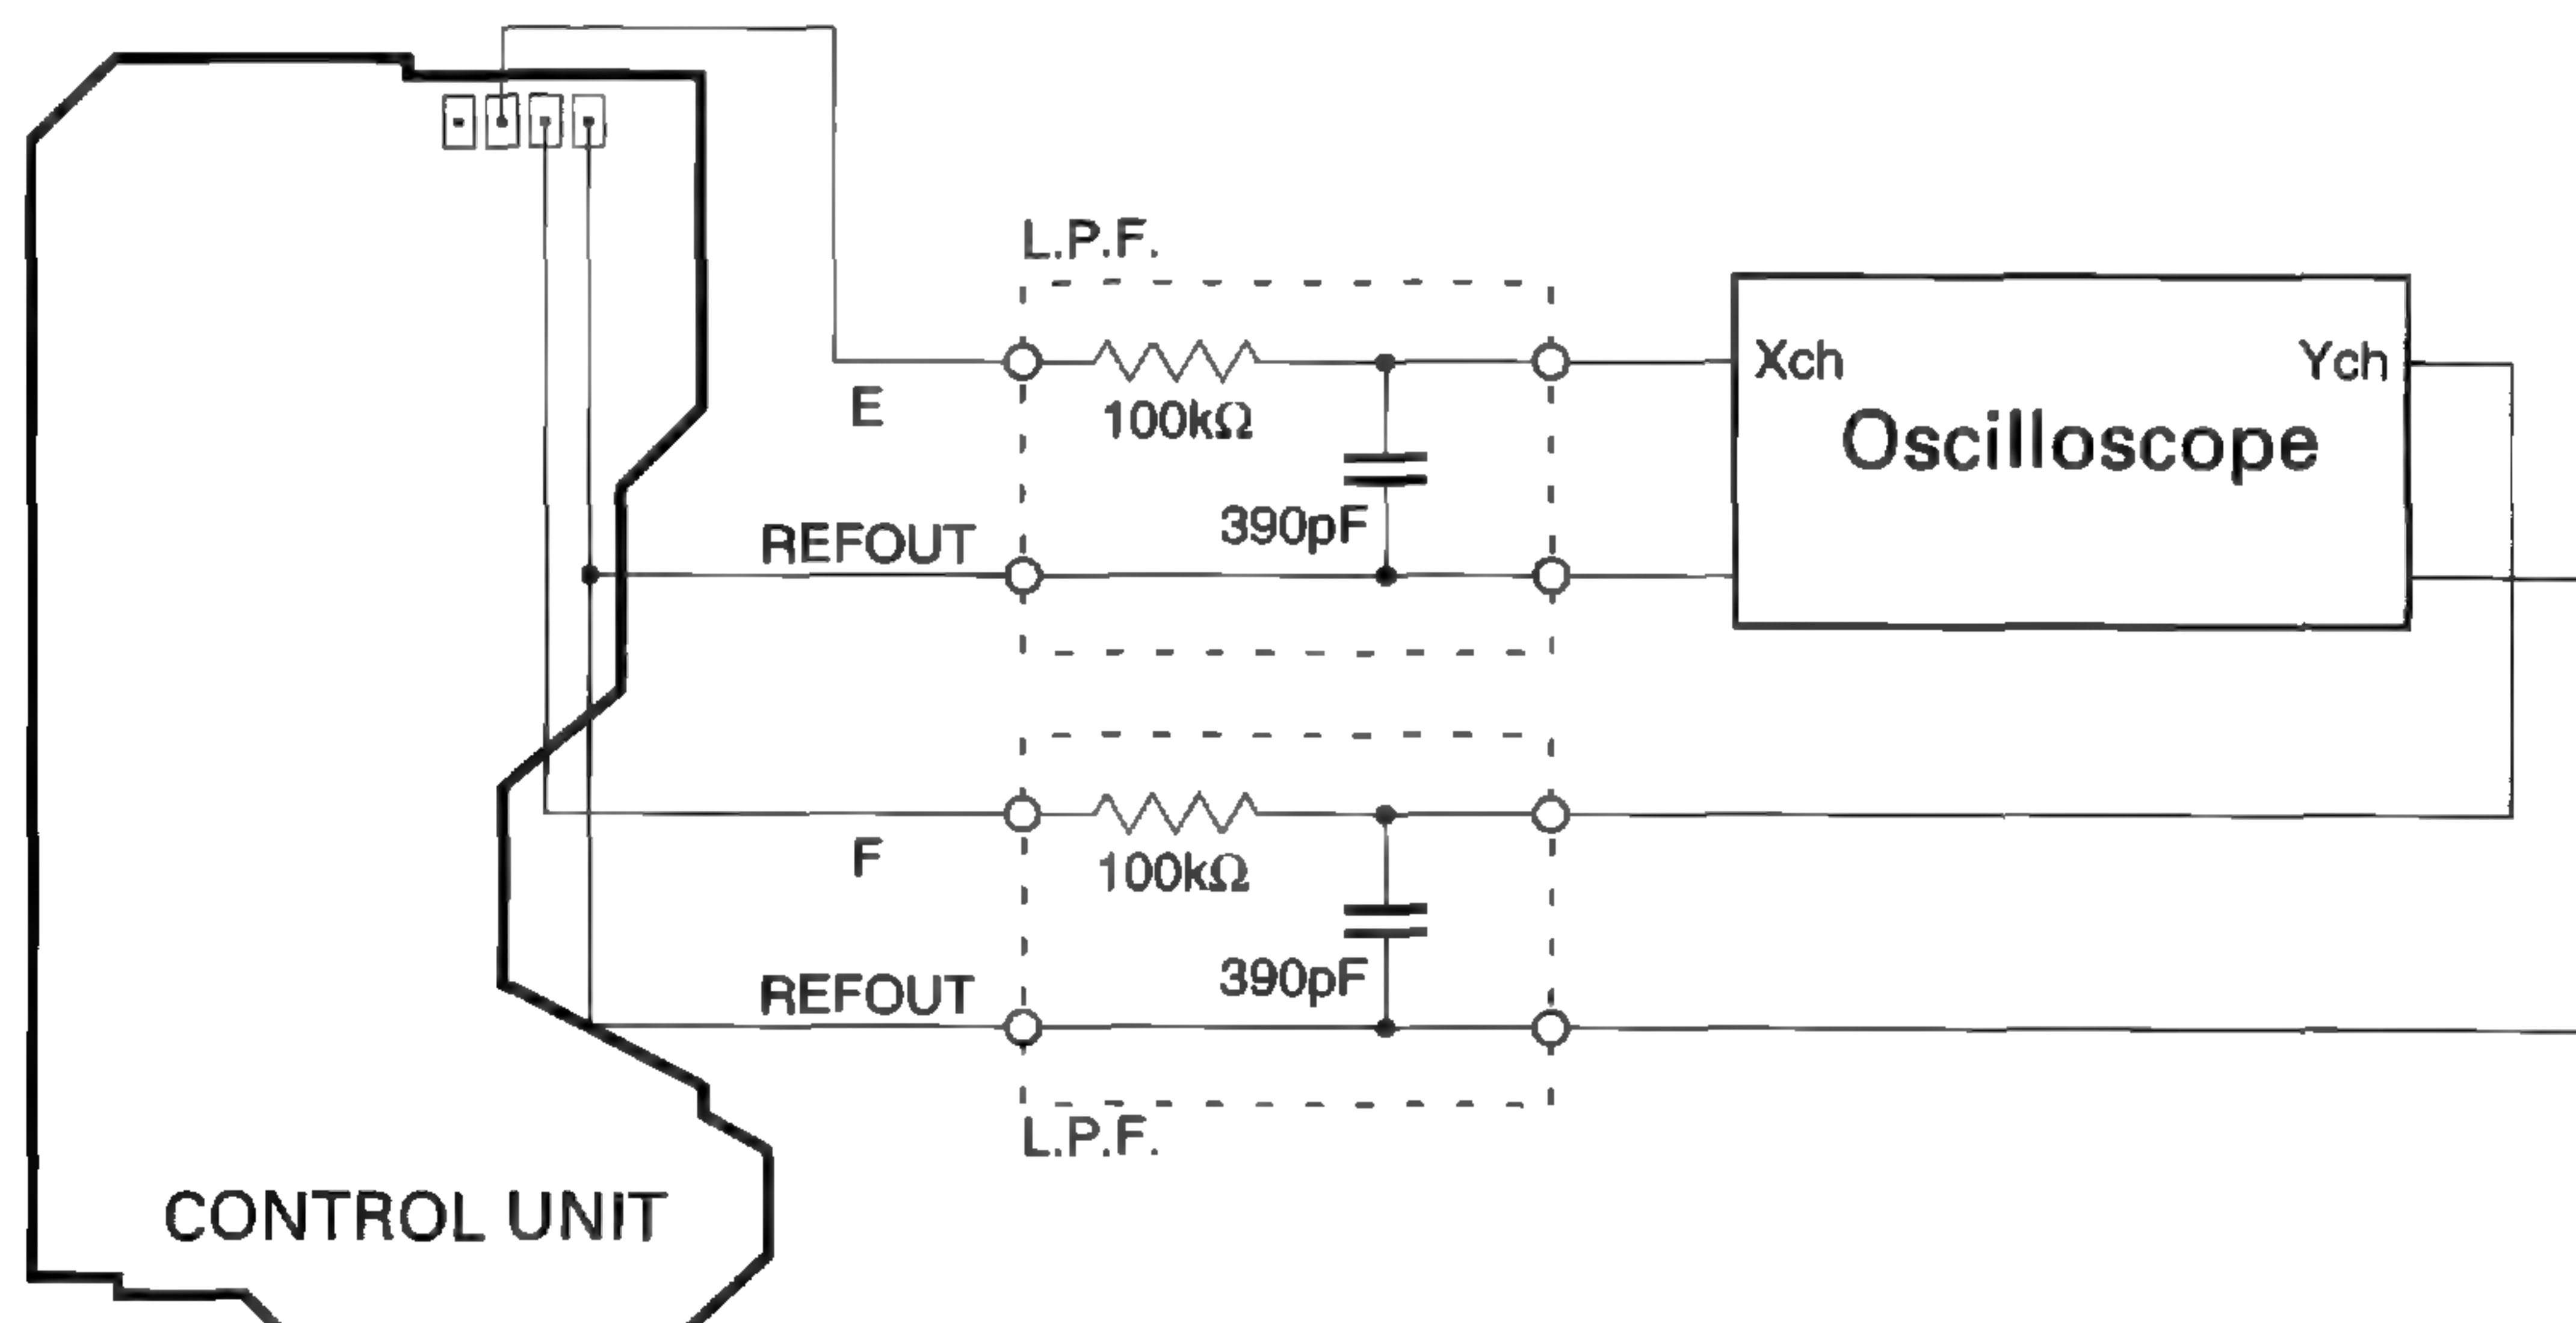 L.P.F.
Xch
Ych
E
100kΩ
Oscilloscope
REFOUT
390pF
F
100kΩ
REFOUT
390pF
L.P.F.
CONTROL UNIT